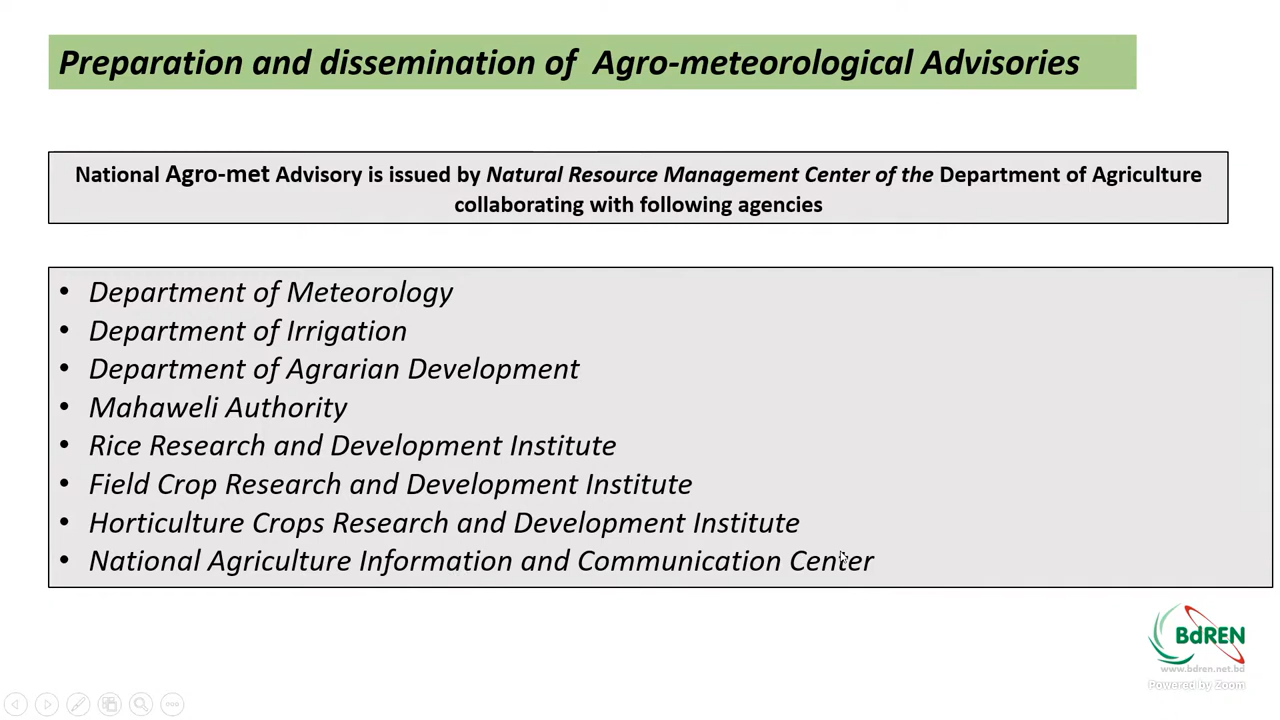 Preparation and dissemination of Agro-meteorological Advisories
National Agro-met Advisory is issued by Natural Resource Management Center of the Department of Agriculture
collaborating with following agencies
• Department of Meteorology
• Department of Irrigation
• Department of Agrarian Development
• Mahaweli Authority
• Rice Research and Development Institute
• Field Crop Research and Development Institute
• Horticulture Crops Research and Development Institute
• National Agriculture Information and Communication Center
BdREN
www.bdren.net.bd
Powered by Zoom